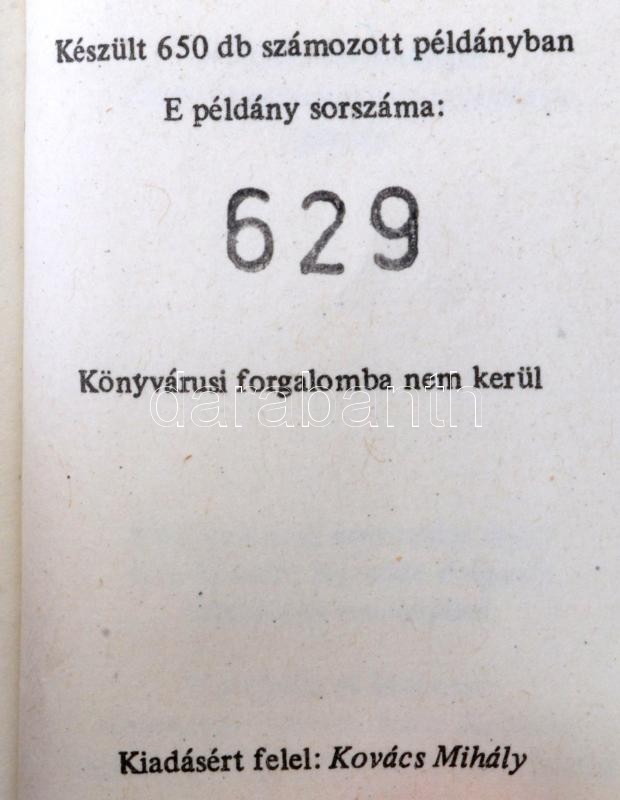 Készült 650 db számozott példányban
E példány sorszáma:
629
Könyvárusi forgalomba nem kerül
darabanth
Kiadásért felel: Kovács Mihály